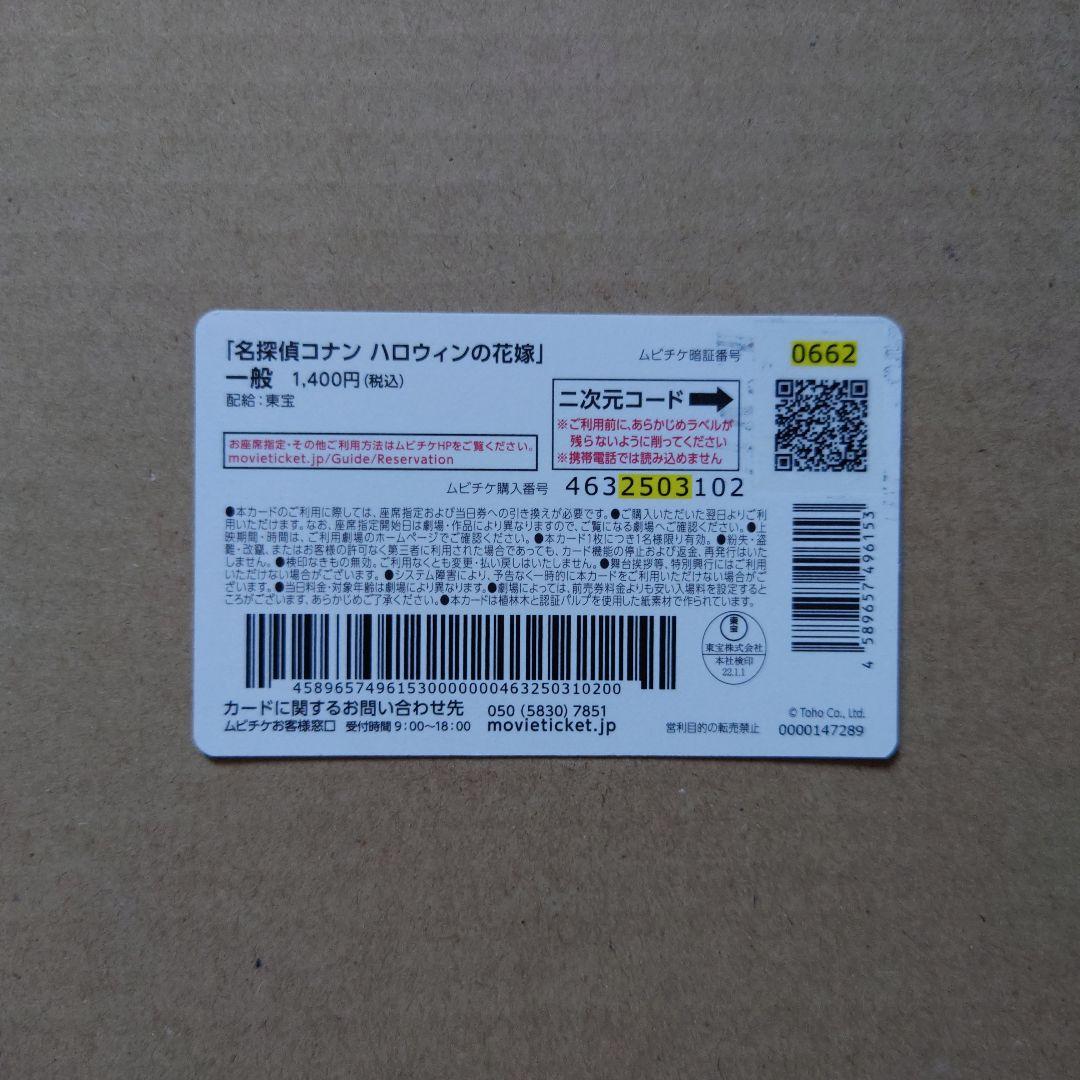 「名探偵コナン ハロウィンの花嫁」
一般 1,400円(税込)
配給:東宝
ムビチケ暗証番号 0662
二次元コード
※ご利用前に、あらかじめラベルが
残らないように削ってください
※携帯電話では読み込めません
お座席指定・その他ご利用方法はムビチケHPをご覧ください。
movieticket.jp/Guide/Reservation
ムビチケ購入番号 4632503102
●本カードのご利用に際しては、座席指定および当日券への引き換えが必要です。●ご購入いただいた翌日よりご利
用いただけます。なお、座席指定開始日は劇場・作品により異なりますので、ご覧になる劇場へご確認ください。●上
映期間・時間は、ご利用劇場のホームページでご確認ください。●本カード1枚につき1名様限り有効。●紛失・盗
難・改竄、またはお客様の許可なく第三者に利用された場合であっても、カード機能の停止および返金、再発行はいた
しません。●検印なきもの無効。ご利用なくとも変更・払い戻しはいたしません。●舞台挨拶等、特別興行にはご利用
いただけない場合がございます。●システム障害により、予告なく一時的に本カードをご利用いただけない場合がござ
います。●当日料金・対象年齢は劇場により異なります。●劇場によっては、前売券料金よりも安い入場料を設定すると
ころがございます。あらかじめご了承ください。●本カードは植林木と認証パルプを使用した紙素材で作られています。
4589657496153
45896574961530000000463250310200
東宝
東宝株式会社
本社検印
22.1.1
カードに関するお問い合わせ先 050 (5830) 7851
ムビチケお客様窓口 受付時間 9:00〜18:00 movieticket.jp
© Toho Co., Ltd.
営利目的の転売禁止 0000147289